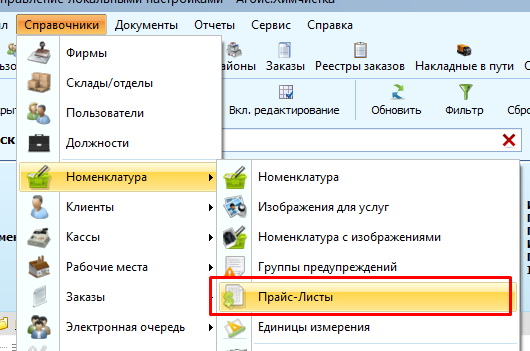 Справочники Документы Отчеты Сервис Справка
Фирмы
Склады/отделы
Пользователи
Должности
Номенклатура
Клиенты
Кассы
Рабочие места
Заказы
Электронная очередь
Заказы Реестры заказов Накладные в пути
Вкл. редактирование Обновить Фильтр
Номенклатура
Изображения для услуг
Номенклатура с изображениями
Группы предупреждений
Прайс-Листы
Единицы измерения